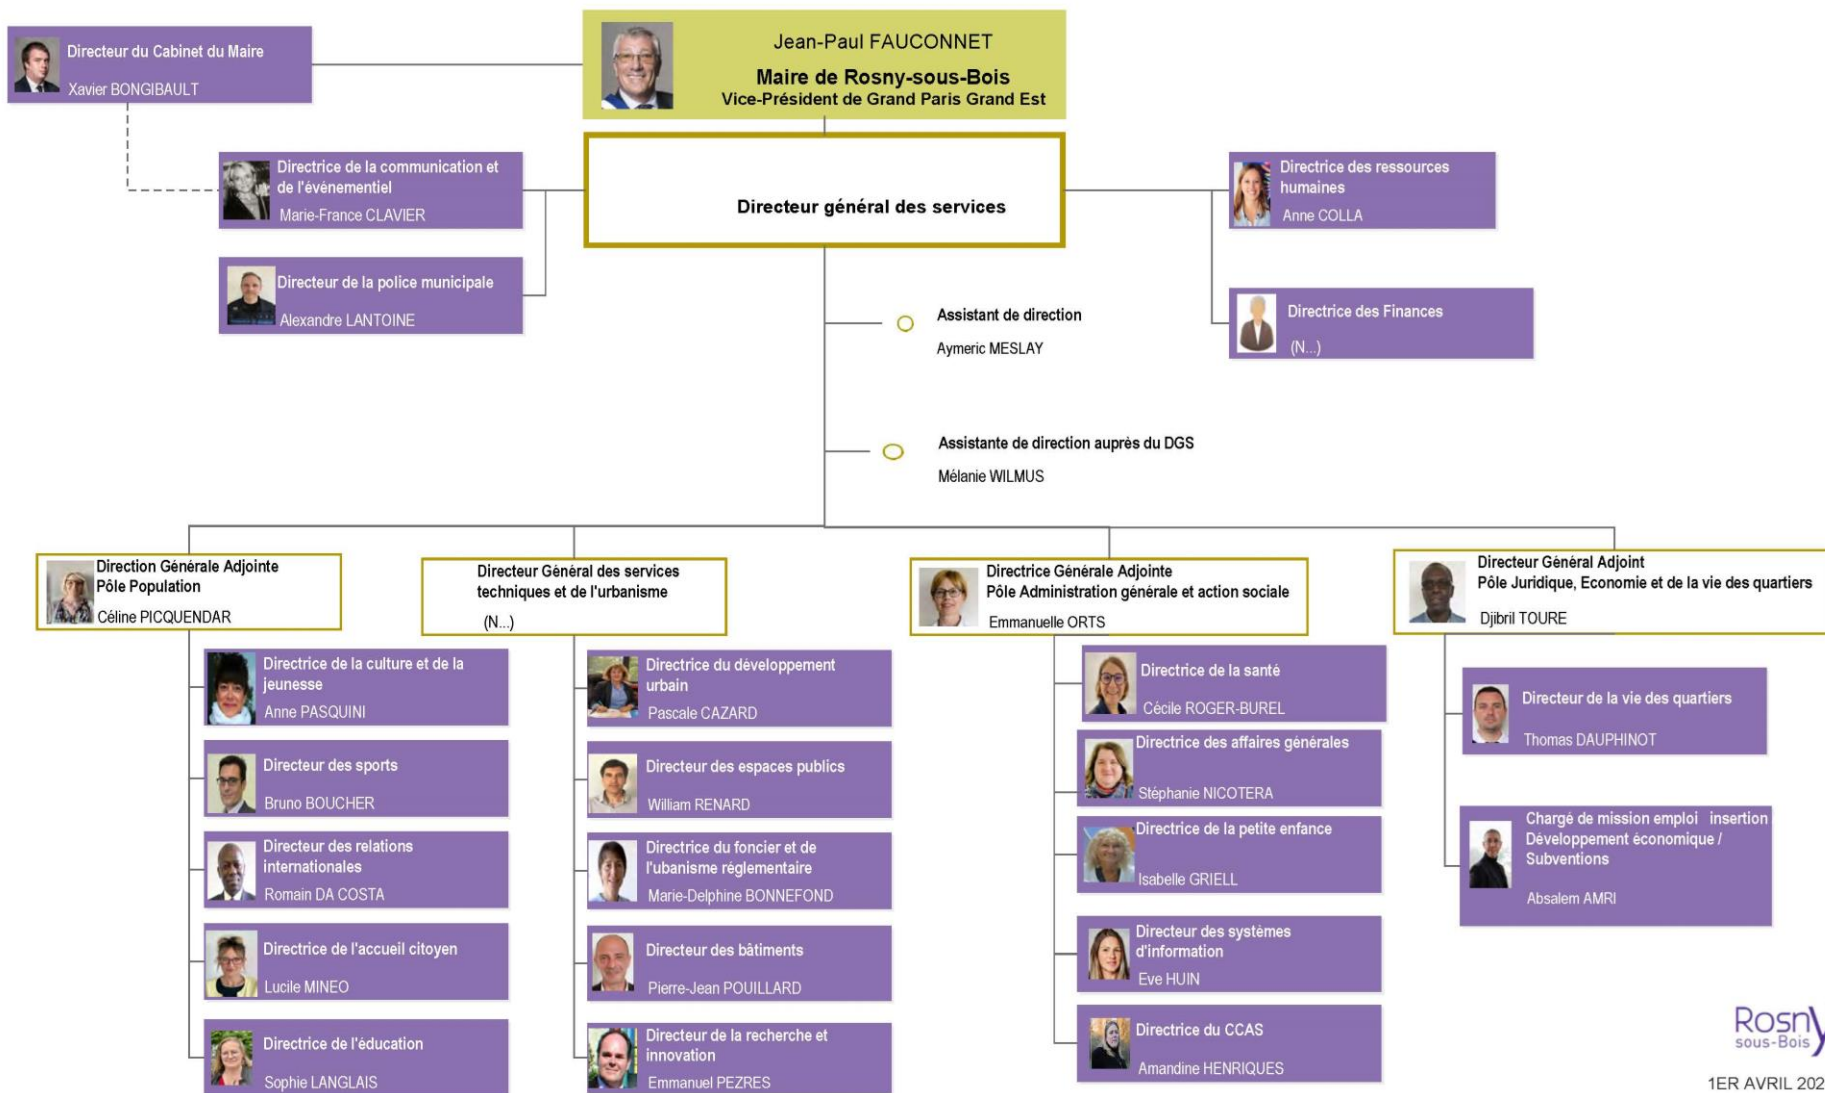 Jean-Paul FAUCONNET
Maire de Rosny-sous-Bois
Vice-Président de Grand Paris Grand Est
Directeur du Cabinet du Maire
Xavier BONGIBAULT
Directrice de la communication et
de l'événementiel
Marie-France CLAVIER
Directeur général des services
Directrice des ressources
humaines
Anne COLLA
Directeur de la police municipale
Alexandre LANTOINE
Directrice des Finances
(N...)
Assistant de direction
Aymeric MESLAY
Assistante de direction auprès du DGS
Mélanie WILMUS
Direction Générale Adjointe
Pôle Population
Céline PICQUENDAR
Directrice de la culture et de la
jeunesse
Anne PASQUINI
Directeur des sports
Bruno BOUCHER
Directeur des relations
internationales
Romain DA COSTA
Directrice de l'accueil citoyen
Lucile MINEO
Directrice de l'éducation
Sophie LANGLAIS
Directeur Général des services
techniques et de l'urbanisme
(N...)
Directrice du développement
urbain
Pascale CAZARD
Directeur des espaces publics
William RENARD
Directrice du foncier et de
l'ubanisme réglementaire
Marie-Delphine BONNEFOND
Directeur des bâtiments
Pierre-Jean POUILLARD
Directeur de la recherche et
innovation
Emmanuel PEZRES
Directrice Générale Adjointe
Pôle Administration générale et action sociale
Emmanuelle ORTS
Directrice de la santé
Cécile ROGER-BUREL
Directrice des affaires générales
Stéphanie NICOTERA
Directrice de la petite enfance
Isabelle GRIELL
Directeur des systèmes
d'information
Eve HUIN
Directrice du CCAS
Amandine HENRIQUES
Directeur Général Adjoint
Pôle Juridique, Economie et de la vie des quartiers
Djibril TOURE
Directeur de la vie des quartiers
Thomas DAUPHINOT
Chargé de mission emploi insertion
Développement économique /
Subventions
Absalem AMRI
Rosny
sous-Bois
1ER AVRIL 202